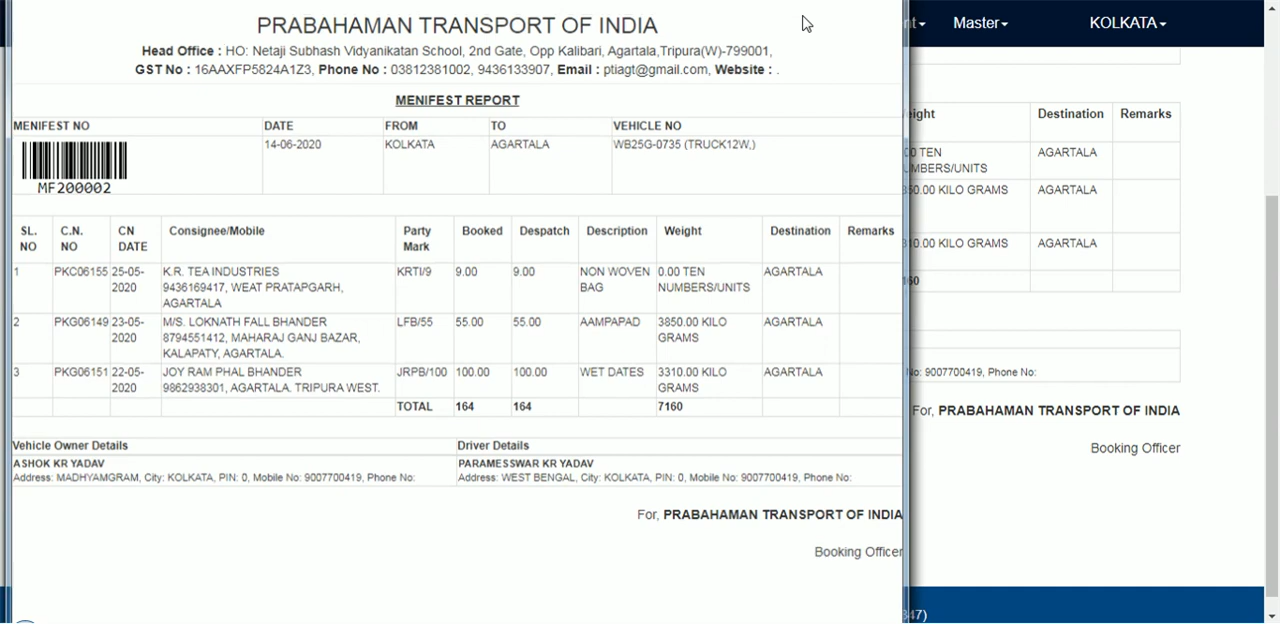 PRABAHAMAN TRANSPORT OF INDIA
Head Office : HO: Netaji Subhash Vidyanikatan School, 2nd Gate, Opp Kalibari, Agartala,Tripura(W)-799001,
GST No : 16AAXFP5824A1Z3, Phone No : 03812381002, 9436133907, Email : ptiagt@gmail.com, Website : .
MENIFEST REPORT
MENIFEST NO DATE FROM TO VEHICLE NO
14-06-2020 KOLKATA AGARTALA WB25G-0735 (TRUCK12W,)
MF200002
SL. NO C.N. NO CN DATE Consignee/Mobile Party Mark Booked Despatch Description Weight Destination Remarks
1 PKC06155 25-05-2020 K.R. TEA INDUSTRIES KRTI/9 9.00 9.00 NON WOVEN BAG 0.00 TEN NUMBERS/UNITS AGARTALA
9436169417, WEAT PRATAPGARH,
AGARTALA
2 PKG06149 23-05-2020 M/S. LOKNATH FALL BHANDER LFB/55 55.00 55.00 AAMPAPAD 3850.00 KILO GRAMS AGARTALA
8794551412, MAHARAJ GANJ BAZAR,
KALAPATY, AGARTALA.
3 PKG06151 22-05-2020 JOY RAM PHAL BHANDER JRPB/100 100.00 100.00 WET DATES 3310.00 KILO GRAMS AGARTALA
9862938301, AGARTALA. TRIPURA WEST.
TOTAL 164 164 7160
Vehicle Owner Details Driver Details
ASHOK KR YADAV PARAMESSWAR KR YADAV
Address: MADHYAMGRAM, City: KOLKATA, PIN: 0, Mobile No: 9007700419, Phone No: Address: WEST BENGAL, City: KOLKATA, PIN: 0, Mobile No: 9007700419, Phone No:
For, PRABAHAMAN TRANSPORT OF INDIA
Booking Officer
Master KOLKATA
Destination Remarks
TEN AGARTALA
KILO GRAMS AGARTALA
KILO GRAMS AGARTALA
No: 9007700419, Phone No:
For, PRABAHAMAN TRANSPORT OF INDIA
Booking Officer